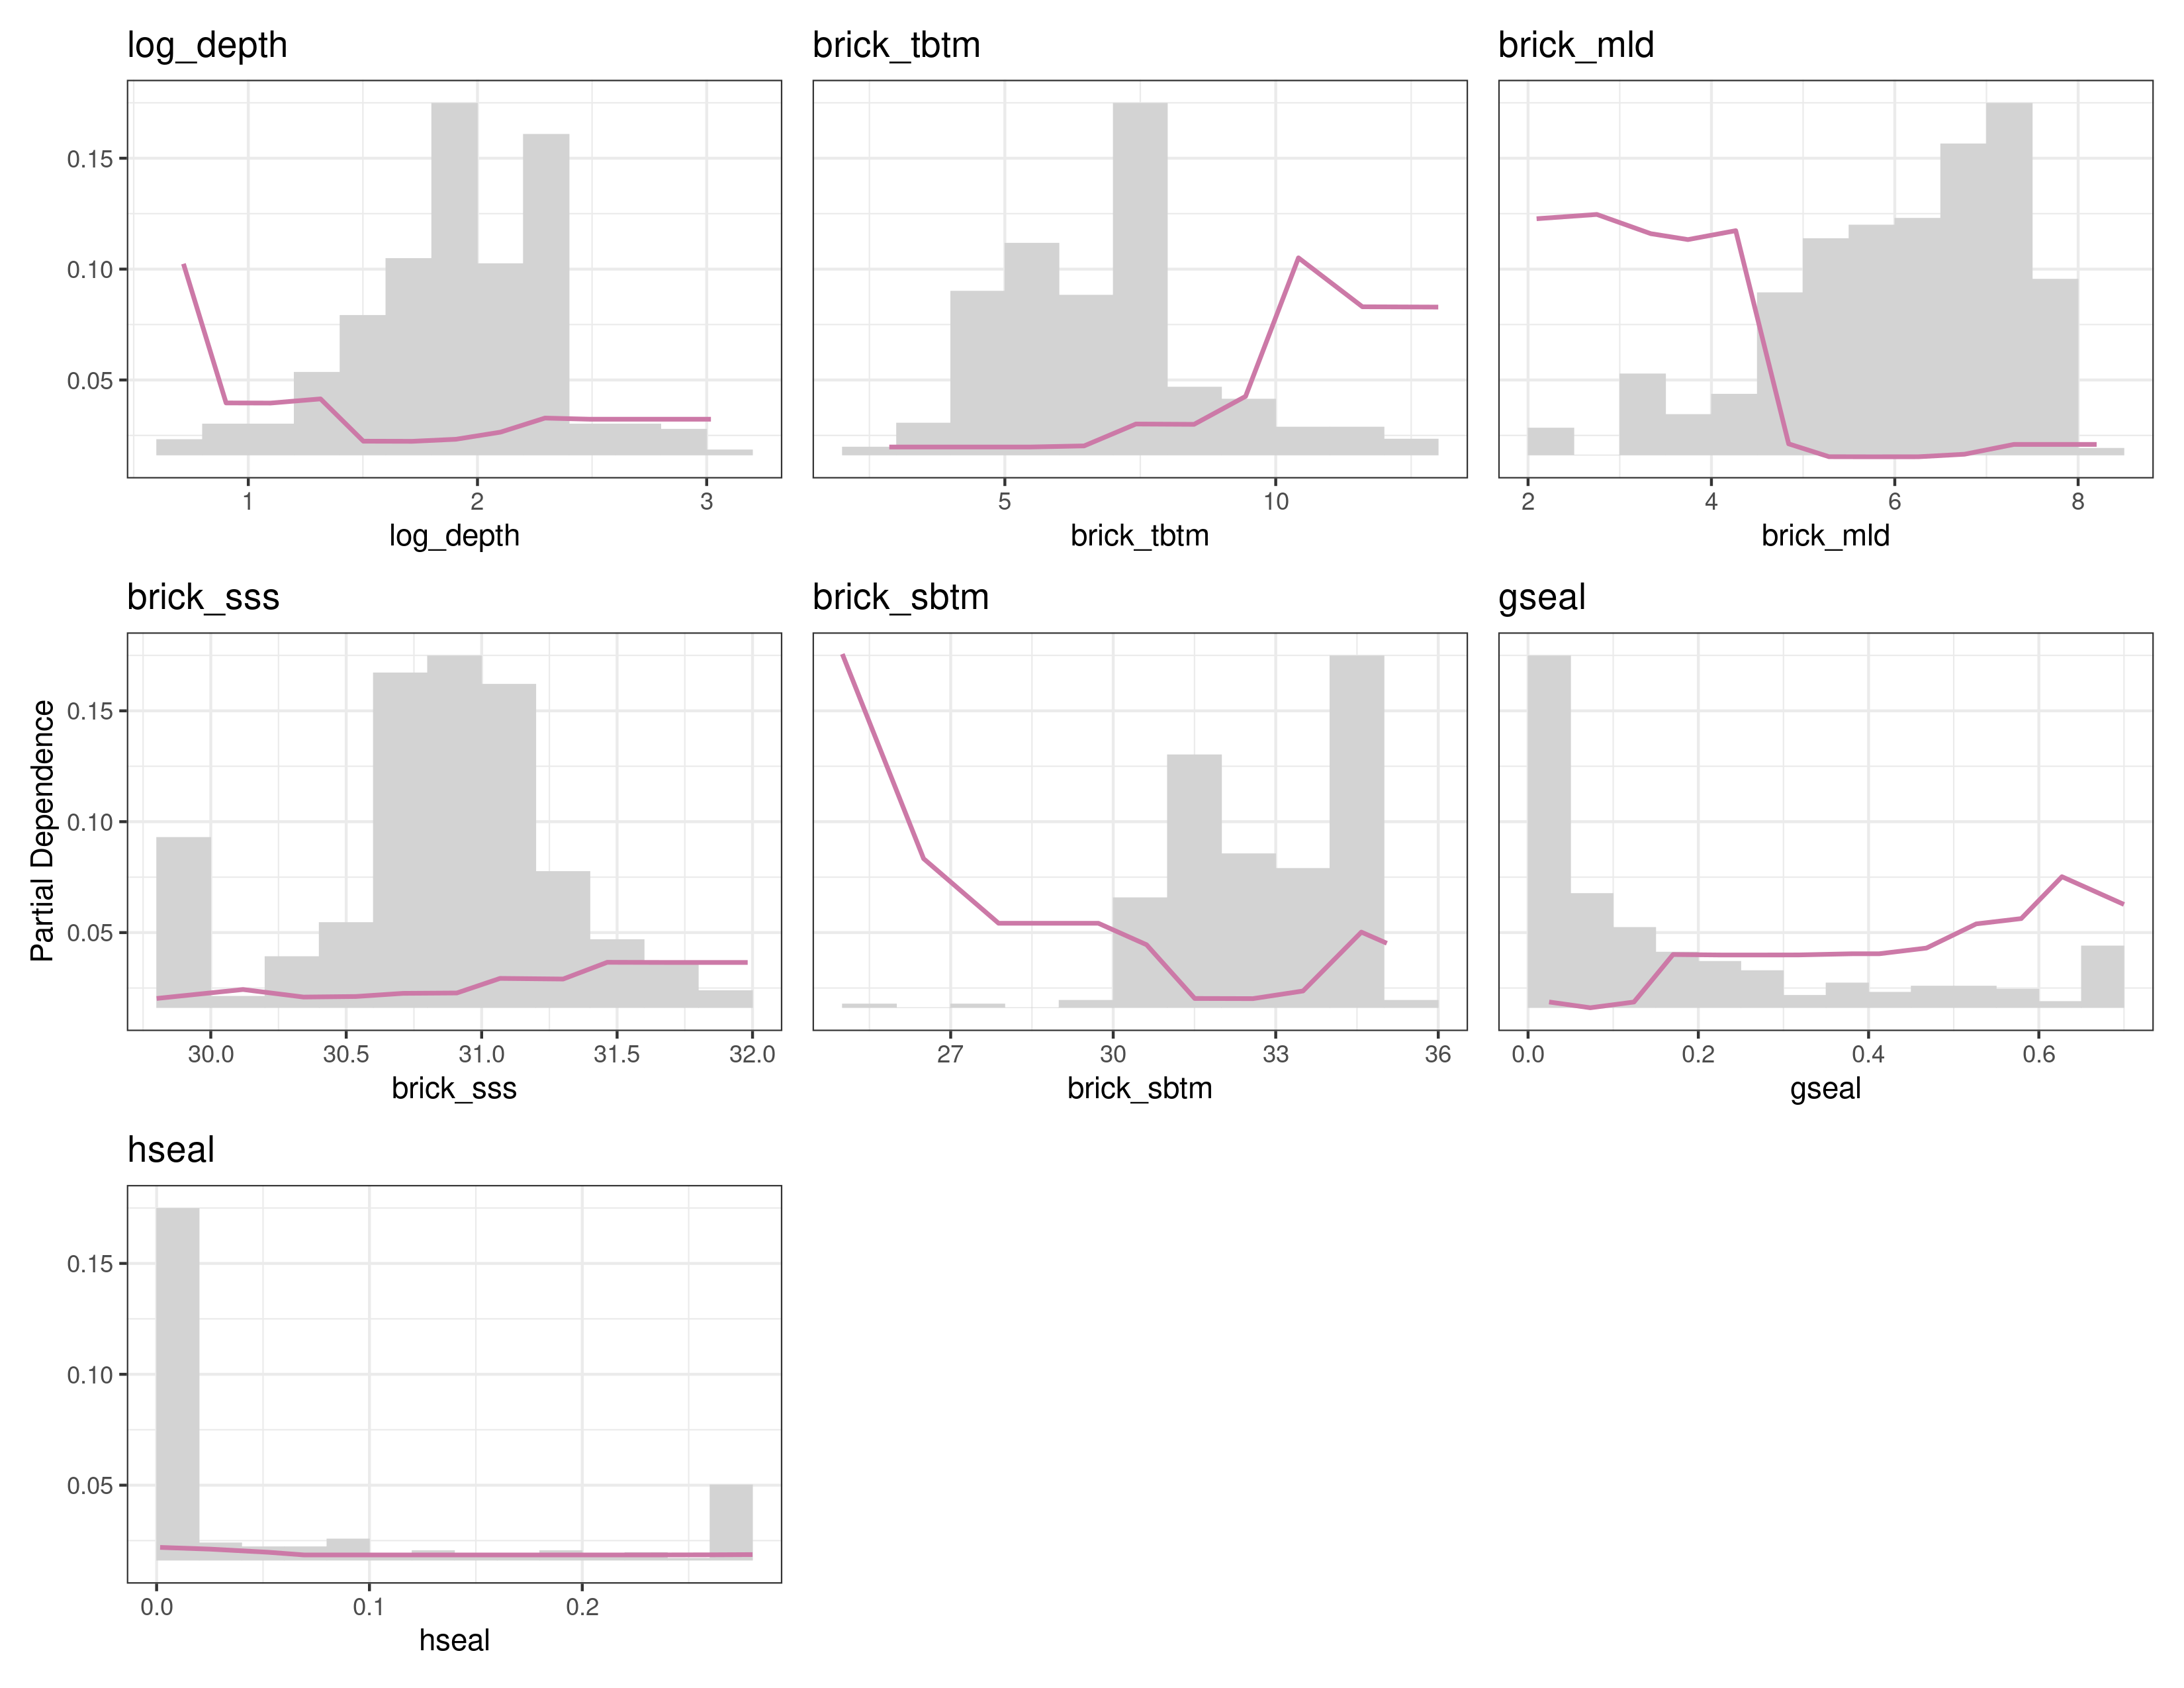 log_depth
brick_tbtm
brick_mld
0.15
0.10
0.05
1 2 3
5 10
2 4 6 8
log_depth
brick_tbtm
brick_mld
brick_sss
brick_sbtm
gseal
Partial Dependence
0.15
0.10
0.05
30.0 30.5 31.0 31.5 32.0
27 30 33 36
0.0 0.2 0.4 0.6
brick_sss
brick_sbtm
gseal
hseal
0.15
0.10
0.05
0.0 0.1 0.2
hseal